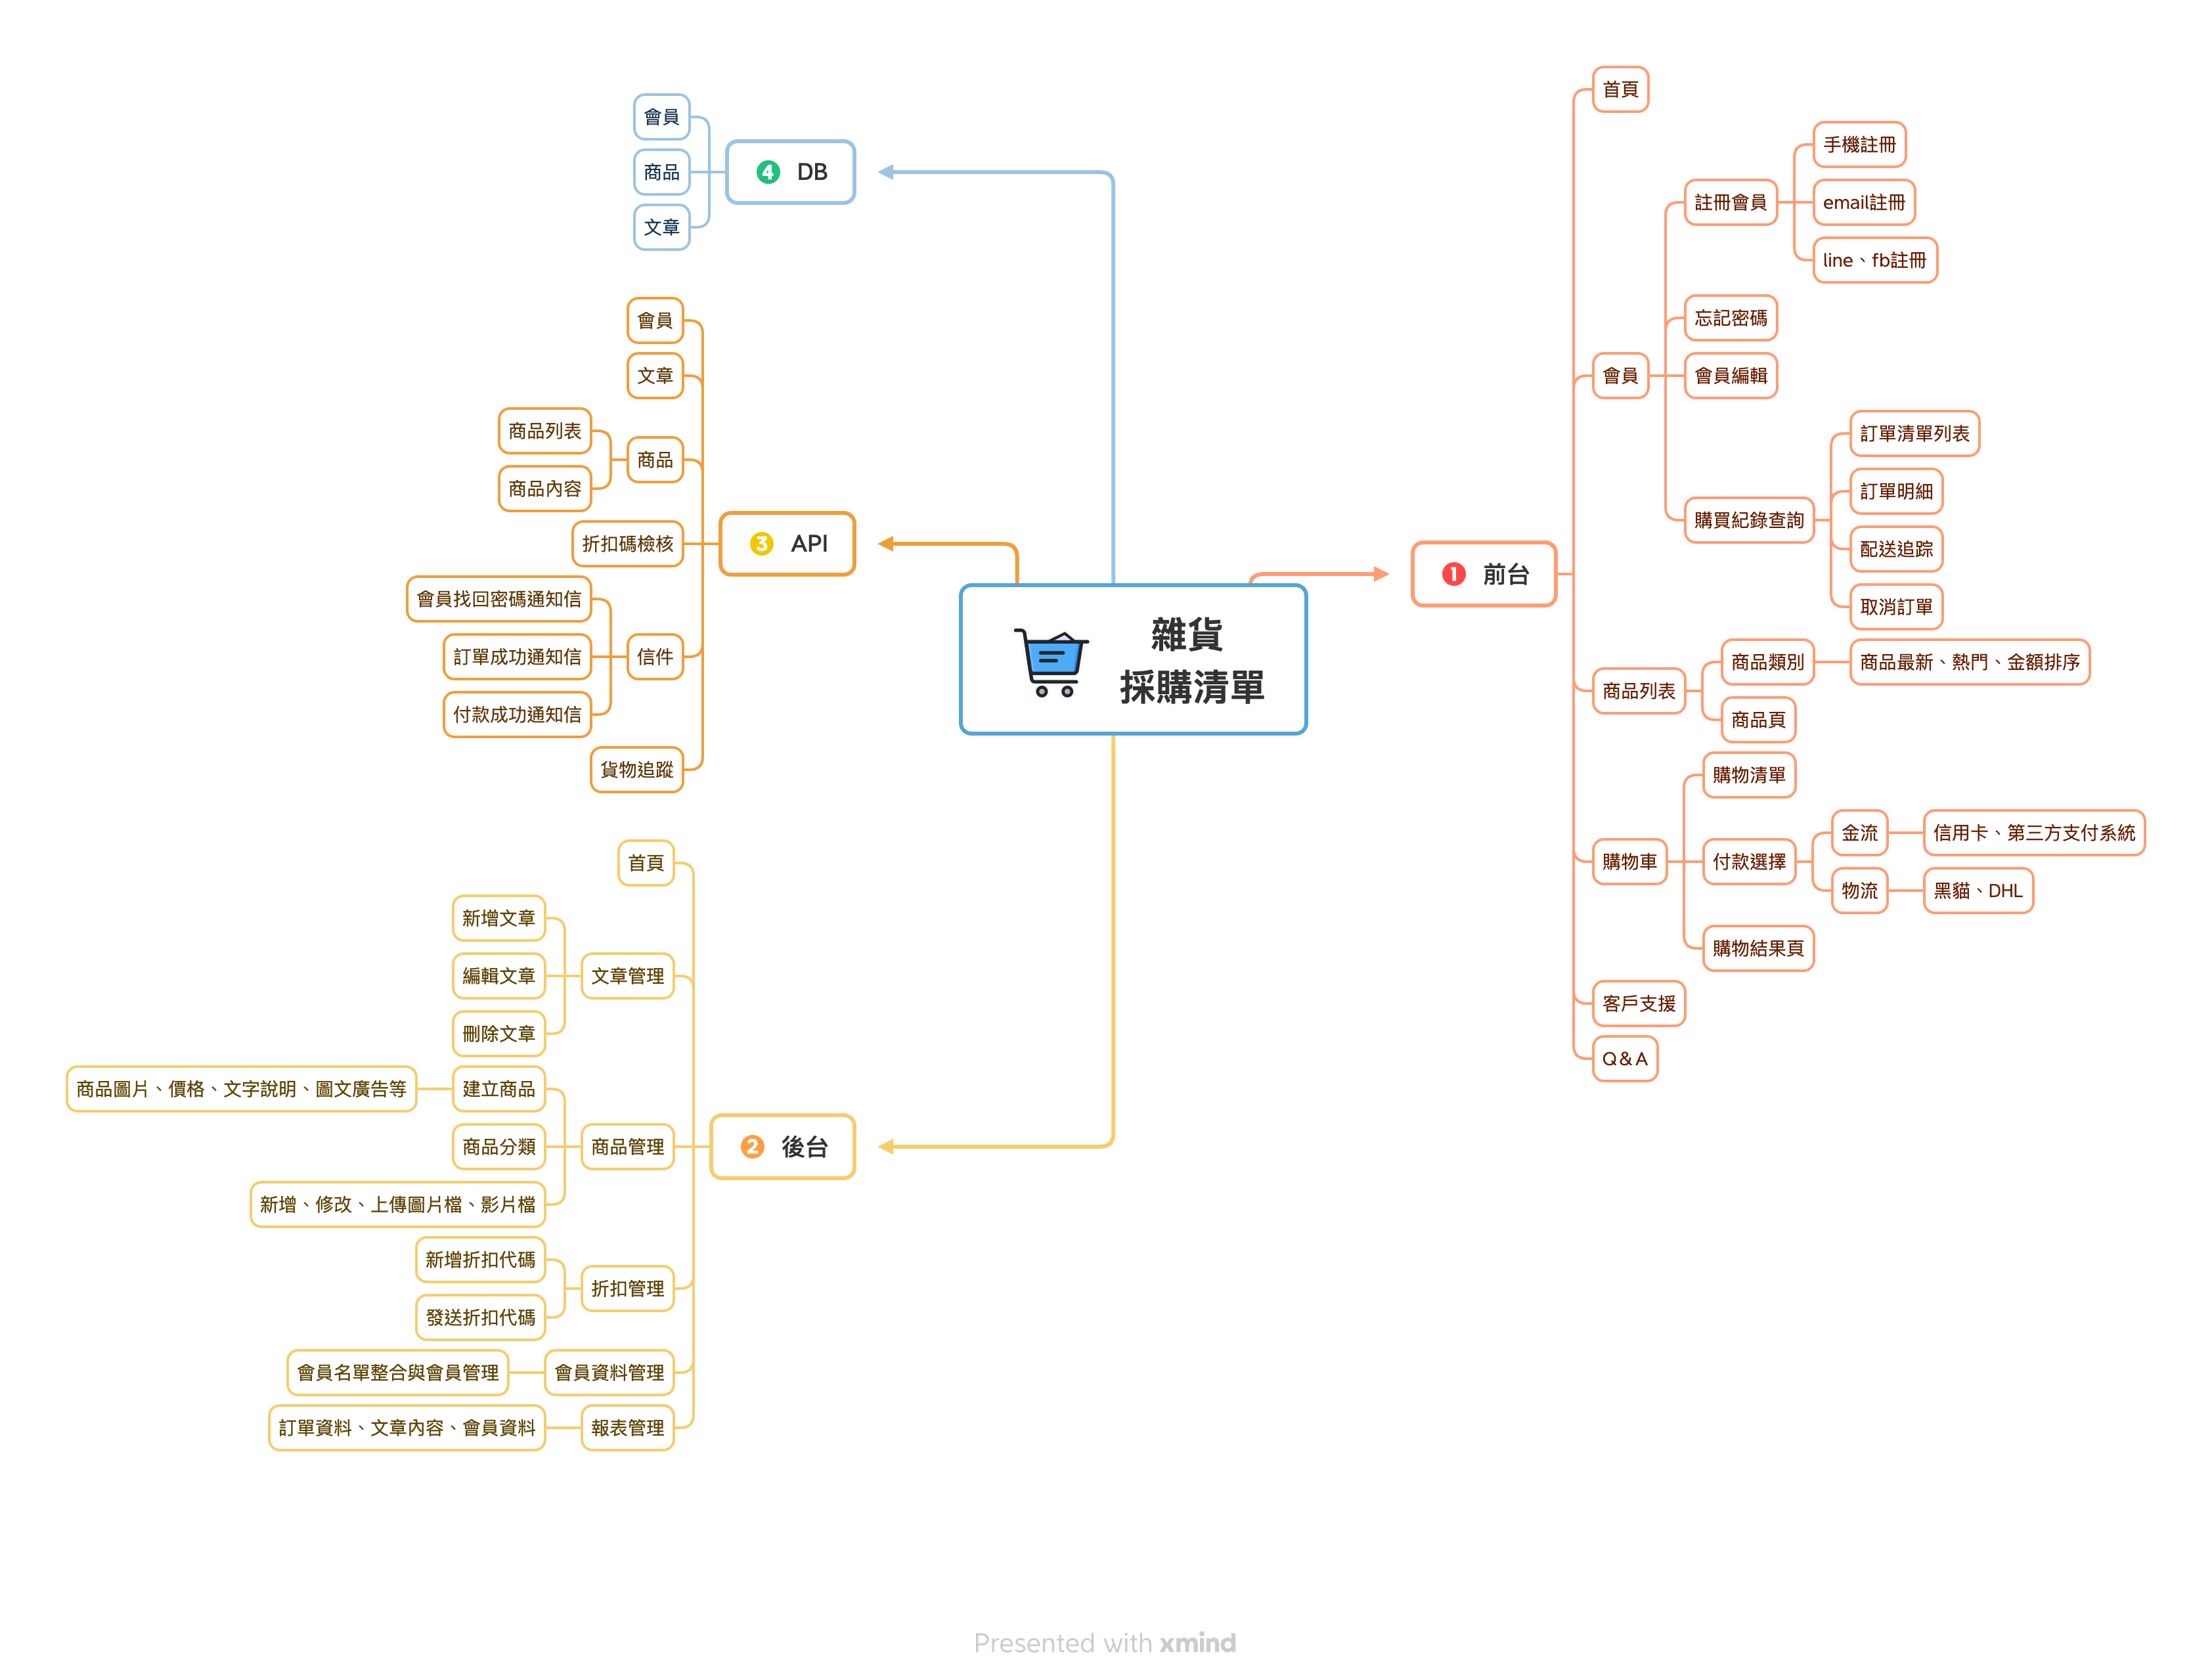 雜貨
採購清單
1 前台
首頁
會員
註冊會員
手機註冊
email註冊
line、fb註冊
忘記密碼
會員編輯
購買紀錄查詢
訂單清單列表
訂單明細
配送追踪
取消訂單
商品列表
商品類別
商品最新、熱門、金額排序
商品頁
購物車
購物清單
付款選擇
金流
信用卡、第三方支付系統
物流
黑貓、DHL
購物結果頁
客戶支援
Q&A
2 後台
首頁
文章管理
新增文章
編輯文章
刪除文章
商品管理
建立商品
商品圖片、價格、文字說明、圖文廣告等
商品分類
新增、修改、上傳圖片檔、影片檔
折扣管理
新增折扣代碼
發送折扣代碼
會員資料管理
會員名單整合與會員管理
報表管理
訂單資料、文章內容、會員資料
3 API
會員
文章
商品
商品列表
商品內容
折扣碼檢核
信件
會員找回密碼通知信
訂單成功通知信
付款成功通知信
貨物追蹤
4 DB
會員
商品
文章
Presented with xmind